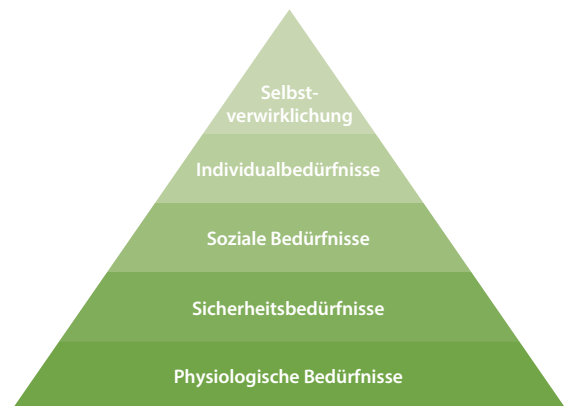 Selbst-
verwirklichung
Individualbedürfnisse
Soziale Bedürfnisse
Sicherheitsbedürfnisse
Physiologische Bedürfnisse